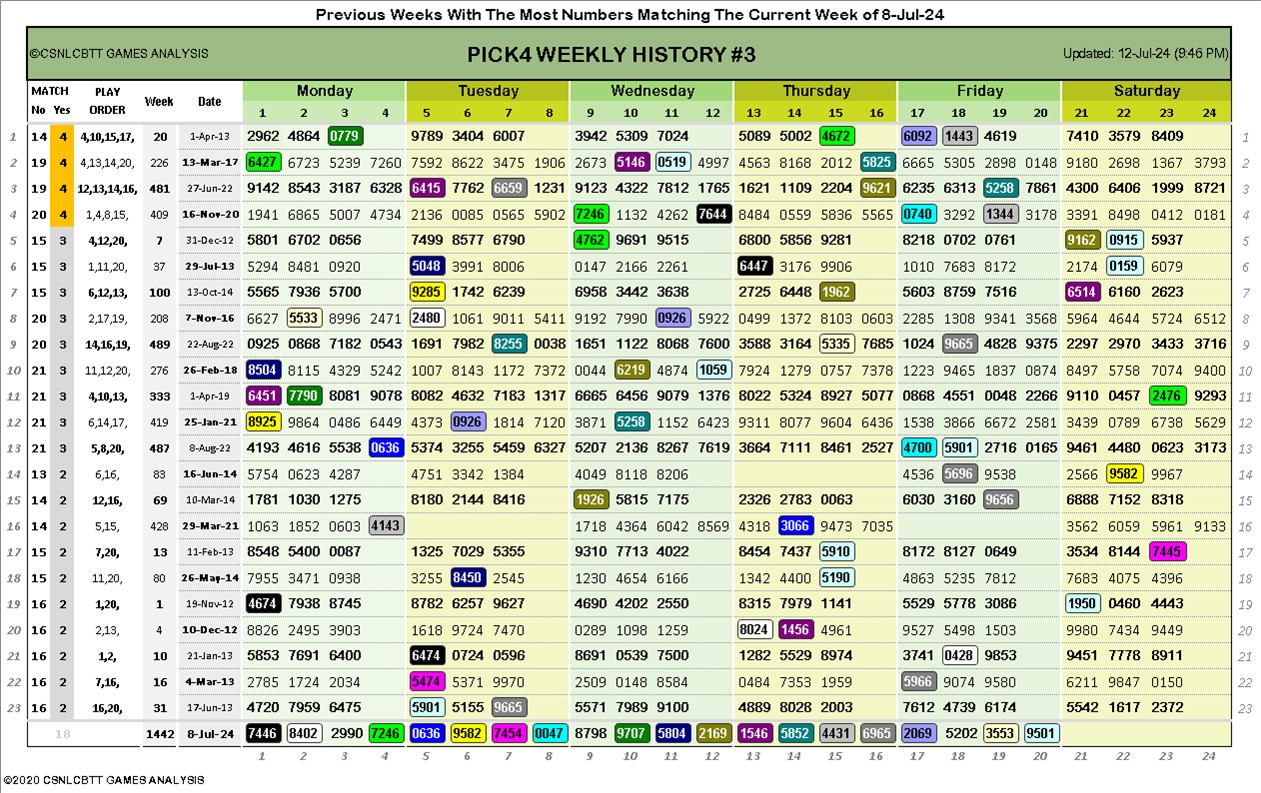 Previous Weeks With The Most Numbers Matching The Current Week of 8-Jul-24
©CSNLCBTT GAMES ANALYSIS PICK4 WEEKLY HISTORY #3 Updated: 12-Jul-24 (9:46 PM)
MATCH PLAY Week Date Monday Tuesday Wednesday Thursday Friday Saturday
No Yes ORDER 1 2 3 4 5 6 7 8 9 10 11 12 13 14 15 16 17 18 19 20 21 22 23 24
1 14 4 4,10,15,17, 20 1-Apr-13 2962 4864 0779 9789 3404 6007 3942 5309 7024 5089 5002 4672 6092 1443 4619 7410 3579 8409 1
2 19 4 4,13,14,20, 226 13-Mar-17 6427 6723 5239 7260 7592 8622 3475 1906 2673 5146 0519 4997 4563 8168 2012 5825 6665 5305 2898 0148 9180 2698 1367 3793 2
3 19 4 12,13,14,16, 481 27-Jun-22 9142 8543 3187 6328 6415 7762 6659 1231 9123 4322 7812 1765 1621 1109 2204 9621 6235 6313 5258 7861 4300 6406 1999 8721 3
4 20 4 1,4,8,15, 409 16-Nov-20 1941 6865 5007 4734 2136 0085 0565 5902 7246 1132 4262 7644 8484 0559 5836 5565 0740 3292 1344 3178 3391 8498 0412 0181 4
5 15 3 4,12,20, 7 31-Dec-12 5801 6702 0656 7499 8577 6790 4762 9691 9515 6800 5856 9281 8218 0702 0761 9162 0915 5937 5
6 15 3 1,11,20, 37 29-Jul-13 5294 8481 0920 5048 3991 8006 0147 2166 2261 6447 3176 9906 1010 7683 8172 2174 0159 6079 6
7 15 3 6,12,13, 100 13-Oct-14 5565 7936 5700 9285 1742 6239 6958 3442 3638 2725 6448 1962 5603 8759 7516 6514 6160 2623 7
8 20 3 2,17,19, 208 7-Nov-16 6627 5533 8996 2471 2480 1061 9011 5411 9192 7990 0926 5922 0499 1372 8103 0603 2285 1308 9341 3568 5964 4644 5724 6512 8
9 20 3 14,16,19, 489 22-Aug-22 0925 0868 7182 0543 1691 7982 8255 0038 1651 1122 8068 7600 3588 3164 5335 7685 1024 9665 4828 9375 2297 2970 3433 3716 9
10 21 3 11,12,20, 276 26-Feb-18 8504 8115 4329 5242 1007 8143 1172 7372 0044 6219 4874 1059 7924 1279 0757 7378 1223 9465 1837 0874 8497 5758 7074 9400 10
11 21 3 4,10,13, 333 1-Apr-19 6451 7790 8081 9078 8082 4632 7183 1317 6665 6456 9079 1376 8022 5324 8927 5077 0868 4551 0048 2266 9110 0457 2476 9293 11
12 21 3 6,14,17, 419 25-Jan-21 8925 9864 0486 6449 4373 0926 1814 7120 3871 5258 1152 6423 9311 8077 9604 6436 1538 3866 6672 2581 3439 0789 6738 5629 12
13 21 3 5,8,20, 487 8-Aug-22 4193 4616 5538 0636 5374 3255 5459 6327 5207 2136 8267 7619 3664 7111 8461 2527 4700 5901 2716 0165 9461 4480 0623 3173 13
14 13 2 6,16, 83 16-Jun-14 5754 0623 4287 4751 3342 1384 4049 8118 8206 4536 5696 9538 2566 9582 9967 14
15 14 2 12,16, 69 10-Mar-14 1781 1030 1275 8180 2144 8416 1926 5815 7175 2326 2783 0063 6030 3160 9656 6888 7152 8318 15
16 14 2 5,15, 428 29-Mar-21 1063 1852 0603 4143 1718 4364 6042 8569 4318 3066 9473 7035 3562 6059 5961 9133 16
17 15 2 7,20, 13 11-Feb-13 8548 5400 0087 1325 7029 5355 9310 7713 4022 8454 7437 5910 8172 8127 0649 3534 8144 7445 17
18 15 2 11,20, 80 26-May-14 7955 3471 0938 3255 8450 2545 1230 4654 6166 1342 4400 5190 4863 5235 7812 7683 4075 4396 18
19 16 2 1,20, 1 19-Nov-12 4674 7938 8745 8782 6257 9627 4690 4202 2550 8315 7979 1141 5529 5778 3086 1950 0460 4443 19
20 16 2 2,13, 4 10-Dec-12 8826 2495 3903 1618 9724 7470 0289 1098 1259 8024 1456 4961 9527 5498 1503 9980 7434 9449 20
21 16 2 1,2, 10 21-Jan-13 5853 7691 6400 6474 0724 0596 8691 0539 7500 1282 5529 8974 3741 0428 9853 9451 7778 8911 21
22 16 2 7,16, 16 4-Mar-13 2785 1724 2034 5474 5371 9970 2509 0148 8584 0484 7353 1959 5966 9074 9580 6211 9847 0150 22
23 16 2 16,20, 31 17-Jun-13 4720 7959 6475 5901 5155 9665 5571 7989 9100 4889 8028 2003 7612 4739 6174 5542 1617 2372 23
18 1442 8-Jul-24 7446 8402 2990 7246 0636 9582 7454 0047 8798 9707 5804 2169 1546 5852 4431 6965 2069 5202 3553 9501
1 2 3 4 5 6 7 8 9 10 11 12 13 14 15 16 17 18 19 20 21 22 23 24
©2020 CSNLCBTT GAMES ANALYSIS